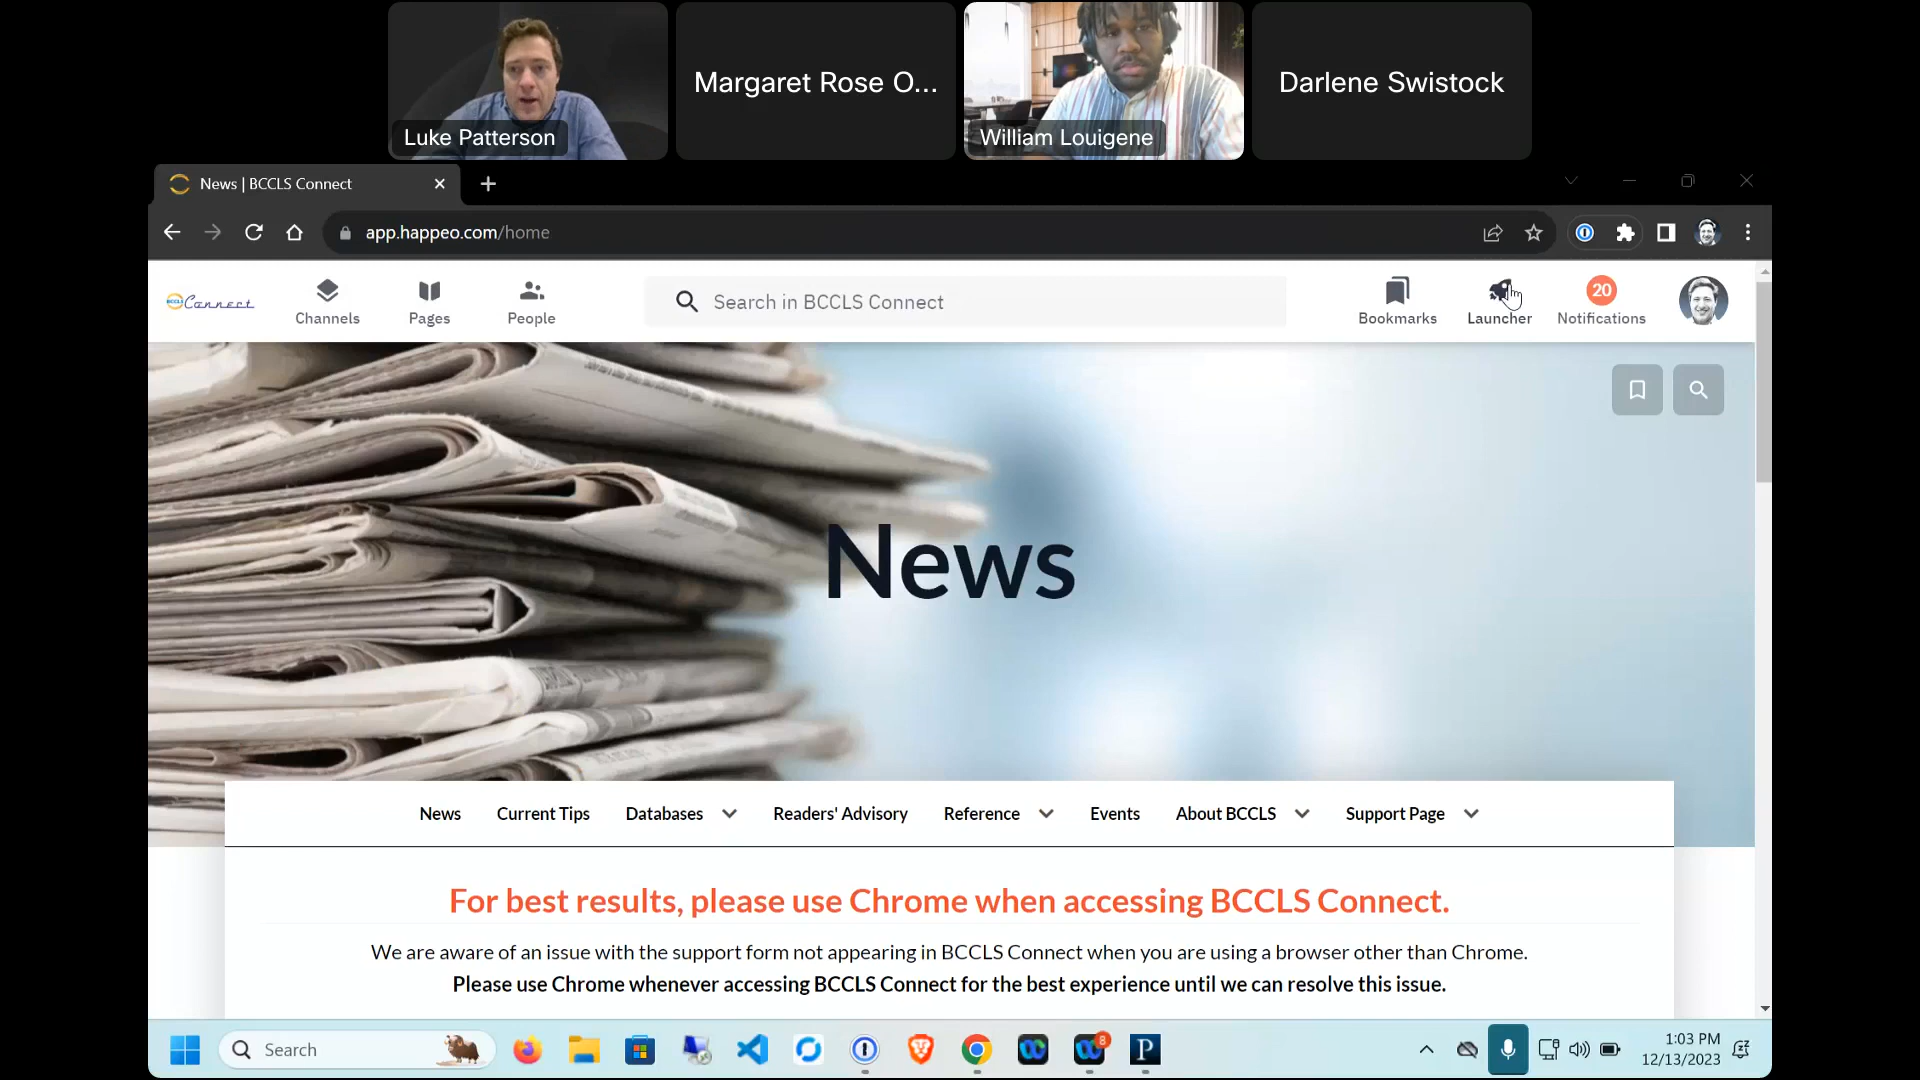 Luke Patterson
Margaret Rose O...
William Louigene
Darlene Swistock
News | BCCLS Connect
app.happeo.com/home
BCCLS Connect
Channels
Pages
People
Search in BCCLS Connect
Bookmarks
Launcher
20
Notifications
News
News
Current Tips
Databases
Readers' Advisory
Reference
Events
About BCCLS
Support Page
For best results, please use Chrome when accessing BCCLS Connect.
We are aware of an issue with the support form not appearing in BCCLS Connect when you are using a browser other than Chrome.
Please use Chrome whenever accessing BCCLS Connect for the best experience until we can resolve this issue.
Search
8
P
1:03 PM
12/13/2023